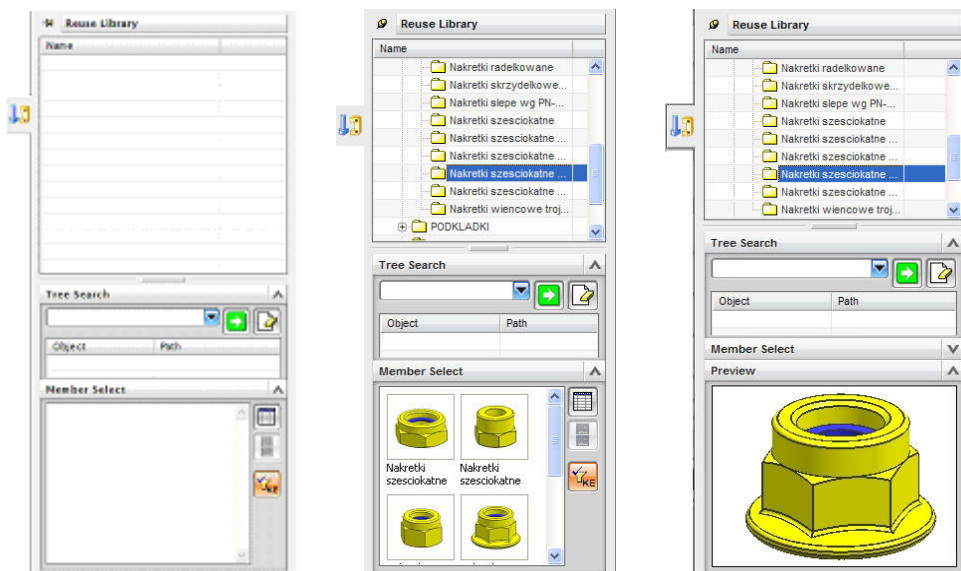 Reuse Library
Name
Tree Search
Object Path
Member Select
KE
Reuse Library
Name
Nakretki radelkowane
Nakretki skrzydelkowe...
Nakretki slepe wg PN-...
Nakretki szesciokatne
Nakretki szesciokatne ...
Nakretki szesciokatne ...
Nakretki szesciokatne ...
Nakretki szesciokatne ...
Nakretki wiencowe troj...
PODKLADKI
Tree Search
Object Path
Member Select
Nakretki Nakretki
szesciokatne szesciokatne
KE
Reuse Library
Name
Nakretki radelkowane
Nakretki skrzydelkowe...
Nakretki slepe wg PN-...
Nakretki szesciokatne
Nakretki szesciokatne ...
Nakretki szesciokatne ...
Nakretki szesciokatne ...
Nakretki szesciokatne ...
Nakretki wiencowe troj...
Tree Search
Object Path
Member Select
Preview